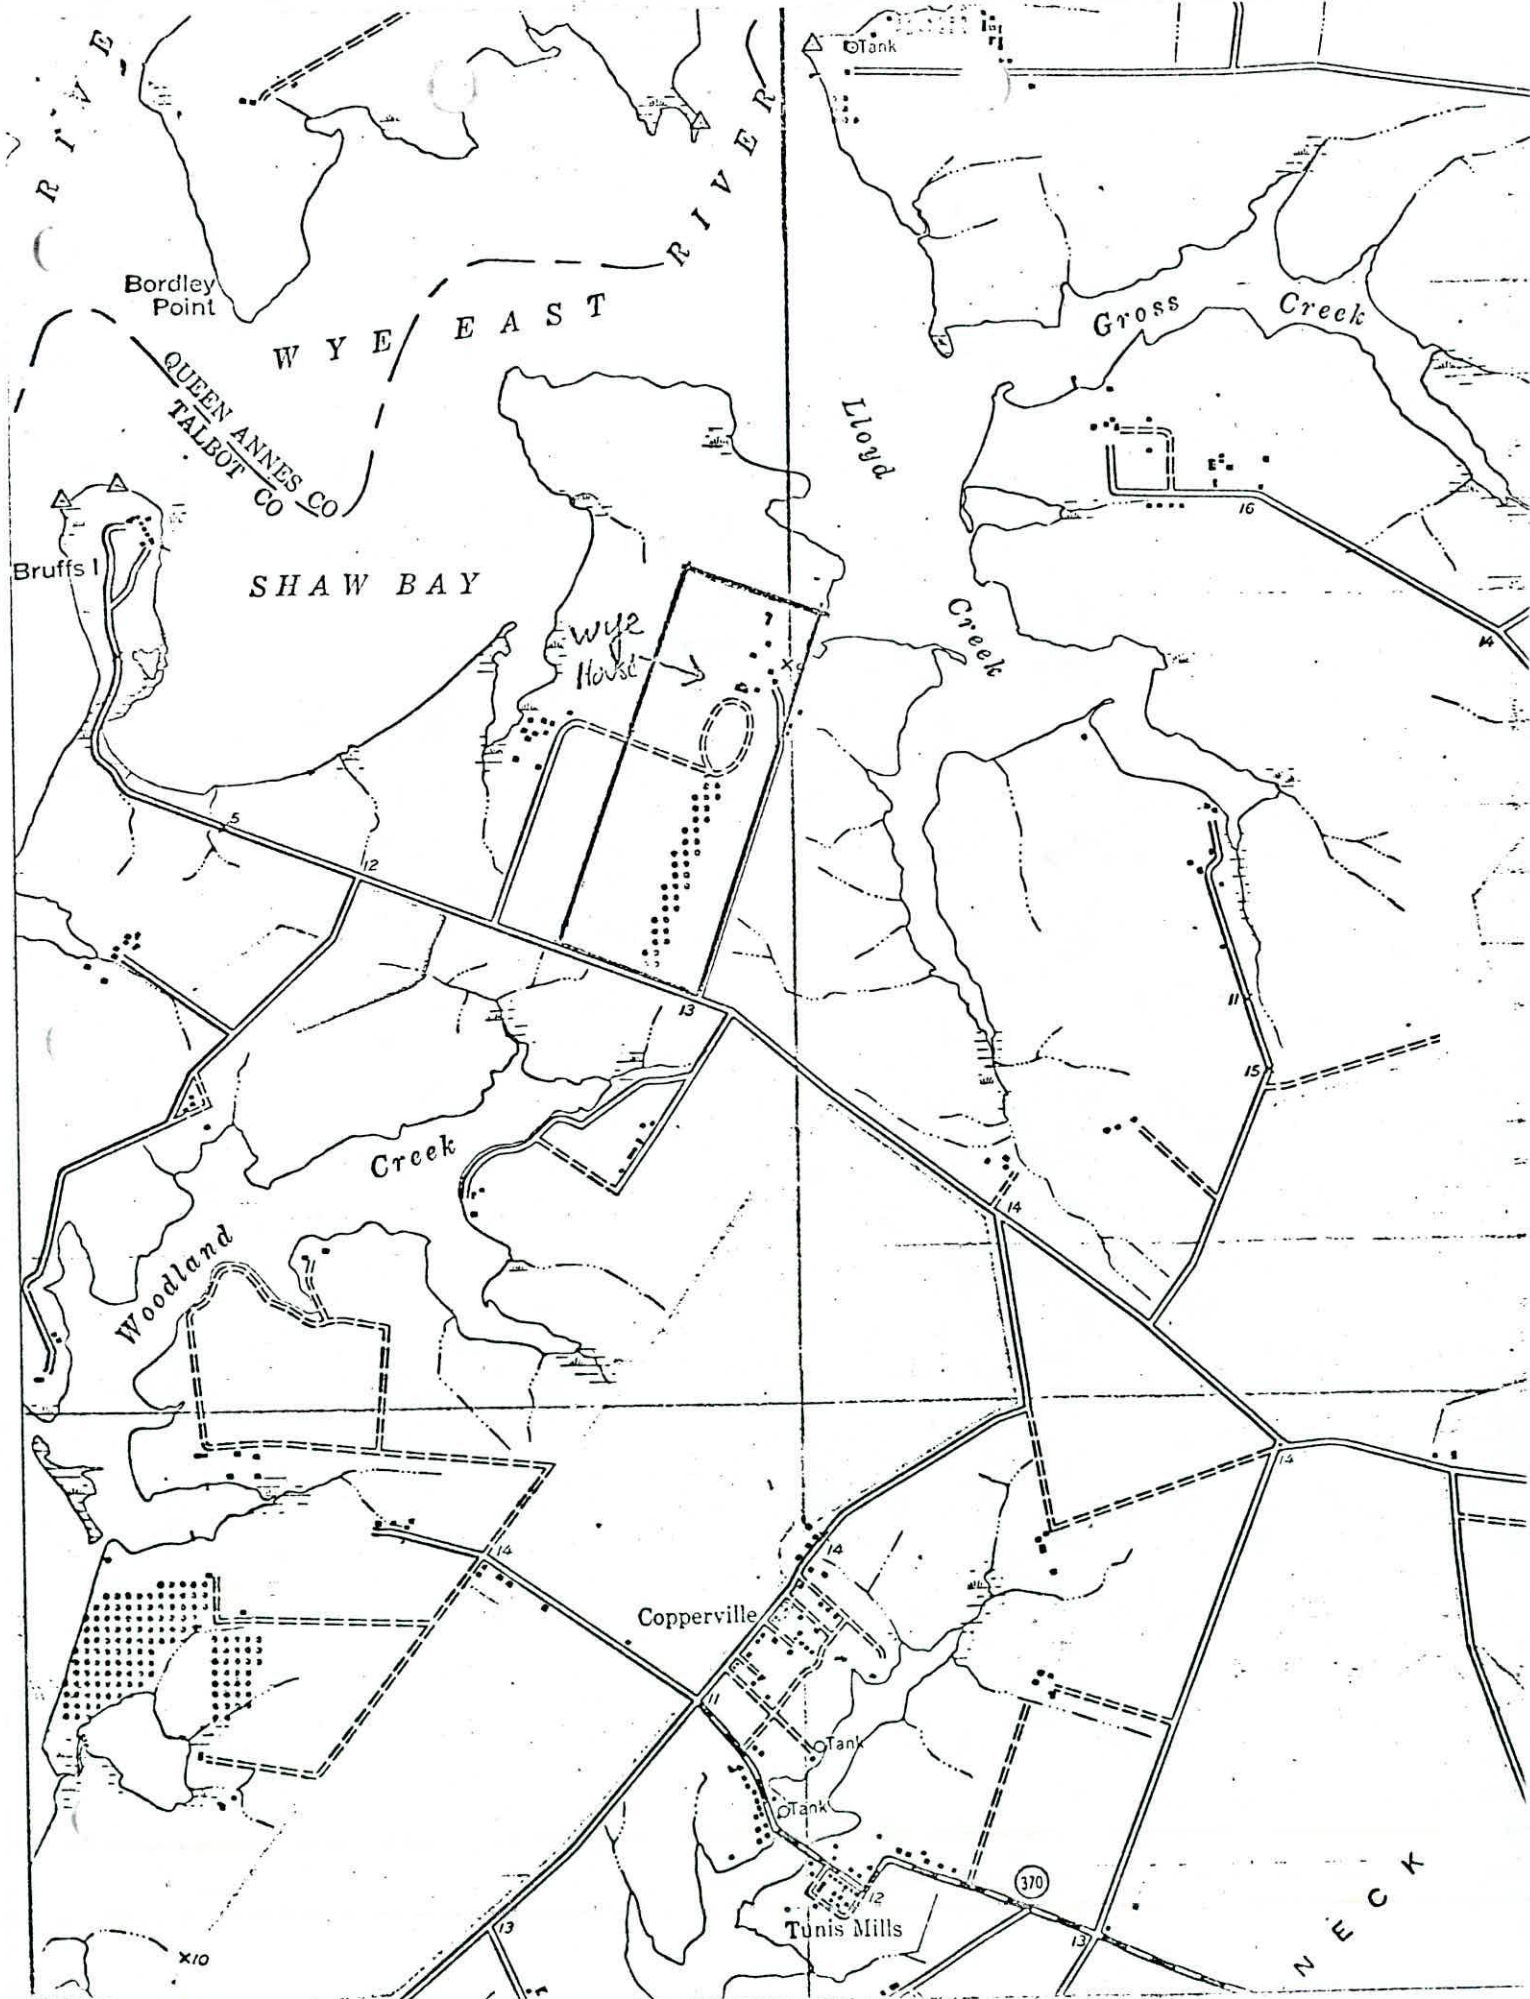 RIVE
Tank
RIVER
Bordley
Point
WYE EAST
Gross Creek
QUEEN ANNES CO
TALBOT CO
Lloyd
Creek
16
14
Bruffs I
SHAW BAY
Wye
House
5
12
13
11
15
Creek
14
Woodland
14
14
14
Copperville
11
Tank
Tank
370
12
Tunis Mills
13
13
x10
NECK